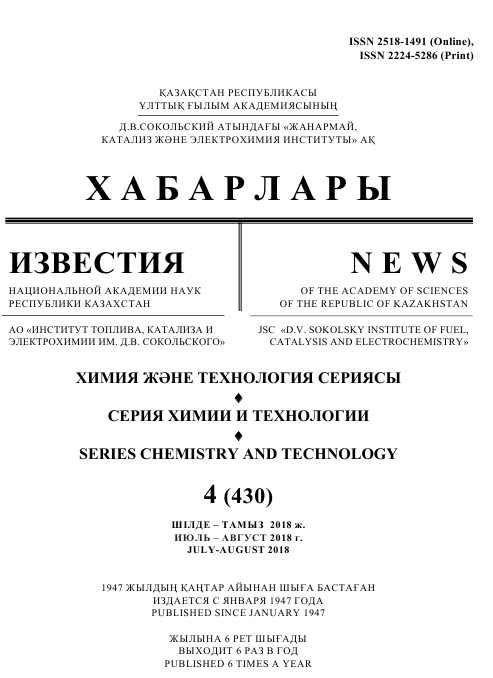 ISSN 2518-1491 (Online),
ISSN 2224-5286 (Print)
ҚАЗАҚСТАН РЕСПУБЛИКАСЫ
ҰЛТТЫҚ ҒЫЛЫМ АКАДЕМИЯСЫНЫҢ
Д.В.СОКОЛЬСКИЙ АТЫНДАҒЫ «ЖАНАРМАЙ,
КАТАЛИЗ ЖӘНЕ ЭЛЕКТРОХИМИЯ ИНСТИТУТЫ» АҚ
Х А Б А Р Л А Р Ы
ИЗВЕСТИЯ
НАЦИОНАЛЬНОЙ АКАДЕМИИ НАУК
РЕСПУБЛИКИ КАЗАХСТАН
АО «ИНСТИТУТ ТОПЛИВА, КАТАЛИЗА И
ЭЛЕКТРОХИМИИ ИМ. Д.В. СОКОЛЬСКОГО»
N E W S
OF THE ACADEMY OF SCIENCES
OF THE REPUBLIC OF KAZAKHSTAN
JSC «D.V. SOKOLSKY INSTITUTE OF FUEL,
CATALYSIS AND ELECTROCHEMISTRY»
ХИМИЯ ЖӘНЕ ТЕХНОЛОГИЯ СЕРИЯСЫ
СЕРИЯ ХИМИИ И ТЕХНОЛОГИИ
SERIES CHEMISTRY AND TECHNOLOGY
4 (430)
ШІЛДЕ – ТАМЫЗ 2018 ж.
ИЮЛЬ – АВГУСТ 2018 г.
JULY-AUGUST 2018
1947 ЖЫЛДЫҢ ҚАҢТАР АЙЫНАН ШЫҒА БАСТАҒАН
ИЗДАЕТСЯ С ЯНВАРЯ 1947 ГОДА
PUBLISHED SINCE JANUARY 1947
ЖЫЛЫНА 6 РЕТ ШЫҒАДЫ
ВЫХОДИТ 6 РАЗ В ГОД
PUBLISHED 6 TIMES A YEAR